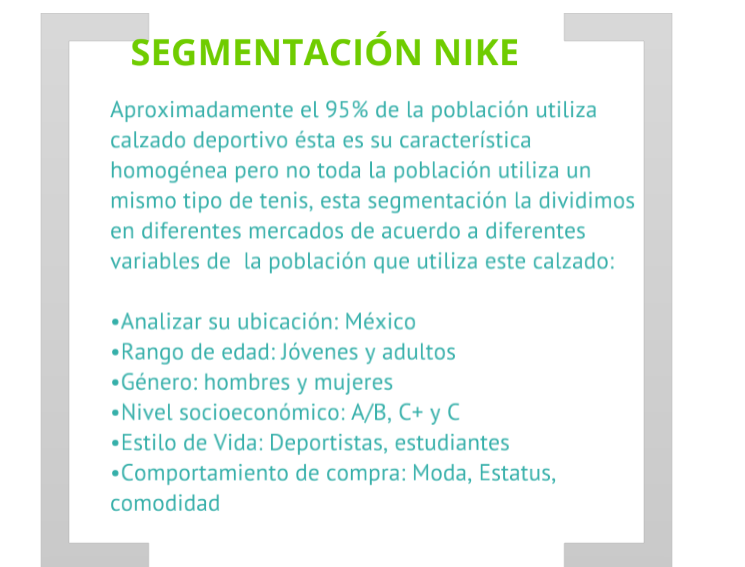 SEGMENTACIÓN NIKE
Aproximadamente el 95% de la población utiliza
calzado deportivo ésta es su característica
homogénea pero no toda la población utiliza un
mismo tipo de tenis, esta segmentación la dividimos
en diferentes mercados de acuerdo a diferentes
variables de  la población que utiliza este calzado:
•Analizar su ubicación: México
•Rango de edad: Jóvenes y adultos
•Género: hombres y mujeres
•Nivel socioeconómico: A/B, C+ y C
•Estilo de Vida: Deportistas, estudiantes
•Comportamiento de compra: Moda, Estatus,
comodidad